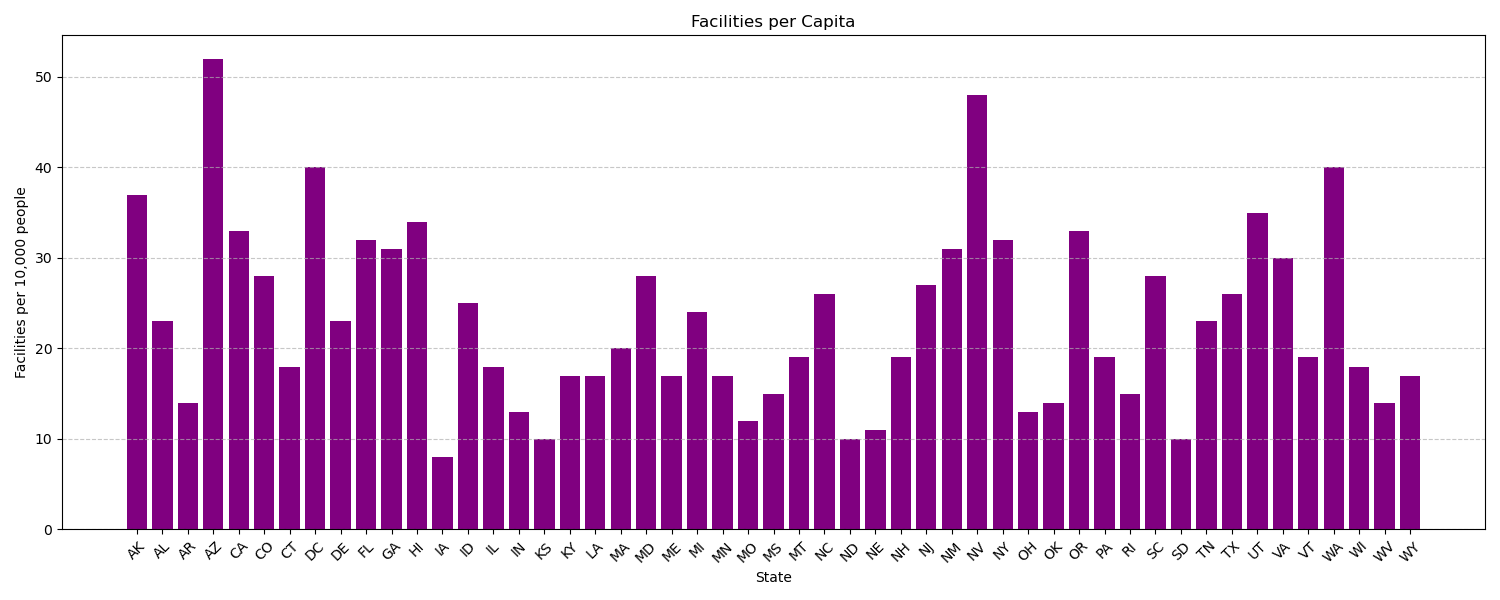 Facilities per Capita
Facilities per 10,000 people
50
40
30
20
10
0
AK AL AR AZ CA CO CT DC DE FL GA HI IA ID IL IN KS KY LA MA MD ME MI MN MO MS MT NC ND NE NH NJ NM NV NY OH OK OR PA RI SC SD TN TX UT VA VT WA WI WV WY
State